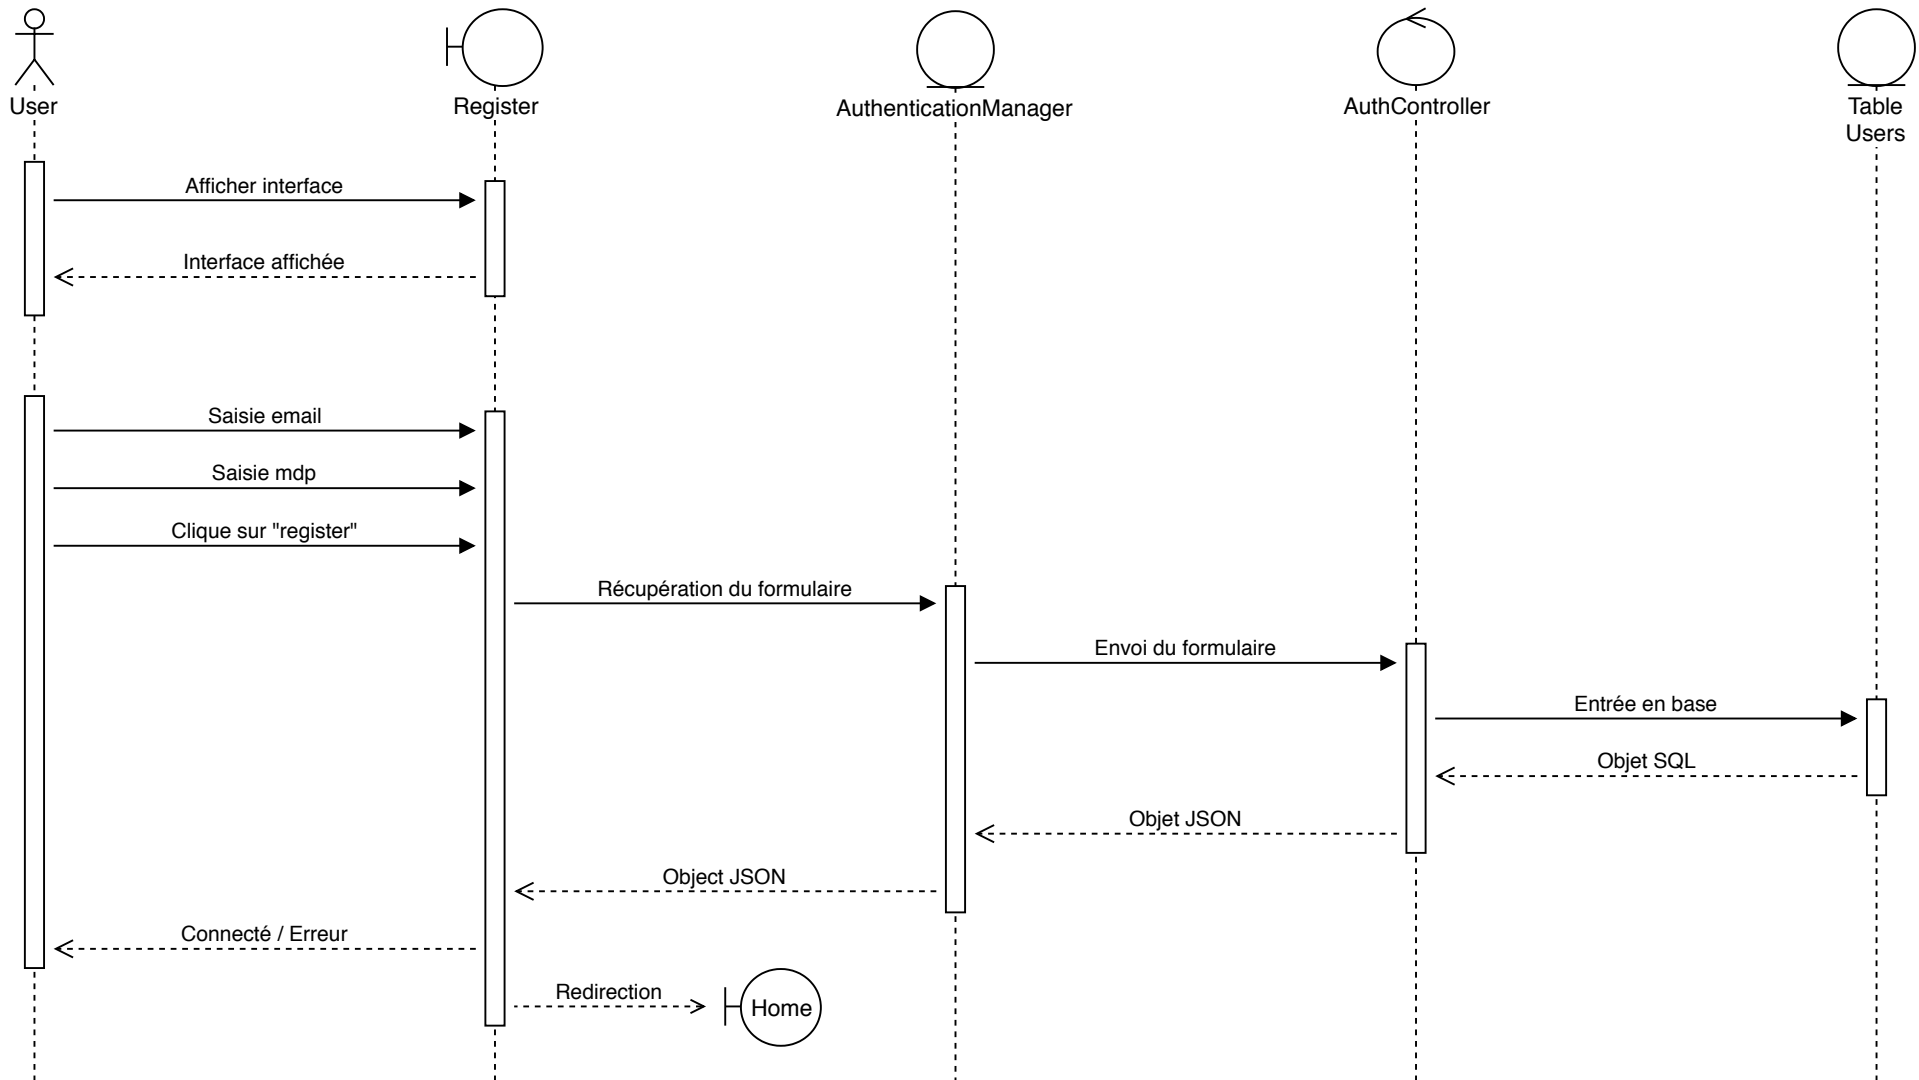 User
Register
AuthenticationManager
AuthController
Table
Users
Afficher interface
Interface affichée
Saisie email
Saisie mdp
Clique sur "register"
Récupération du formulaire
Envoi du formulaire
Entrée en base
Objet SQL
Objet JSON
Object JSON
Connecté / Erreur
Redirection
Home